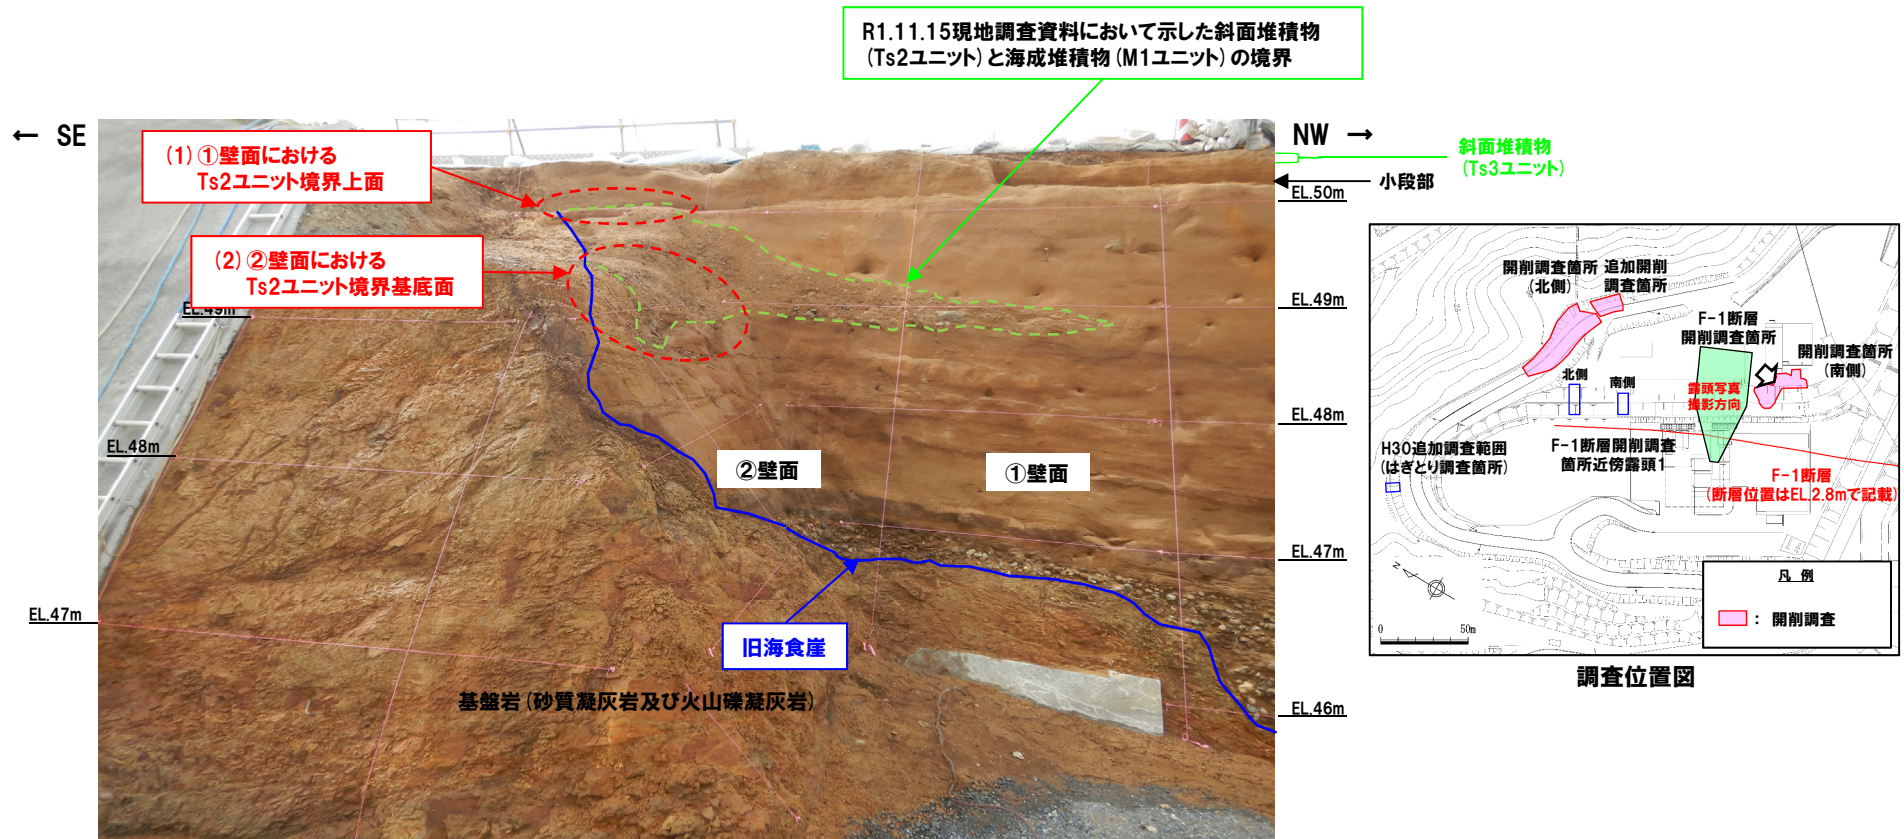 R1.11.15現地調査資料において示した斜面堆積物
(Ts2ユニット)と海成堆積物(M1ユニット)の境界
← SE
NW →
(1)①壁面における
Ts2ユニット境界上面
斜面堆積物
(Ts3ユニット)
小段部
EL.50m
(2)②壁面における
Ts2ユニット境界基底面
EL.49m
EL.49m
EL.48m
EL.48m
②壁面
①壁面
EL.47m
EL.47m
旧海食崖
基盤岩(砂質凝灰岩及び火山礫凝灰岩)
EL.46m
開削調査箇所
(北側)
追加開削
調査箇所
F-1断層
開削調査箇所
開削調査箇所
(南側)
北側
南側
露頭写真
撮影方向
H30追加調査範囲
(はぎとり調査箇所)
F-1断層開削調査
箇所近傍露頭1
F-1断層
(断層位置はEL.2.8mで記載)
N
0
50m
凡 例
: 開削調査
調査位置図